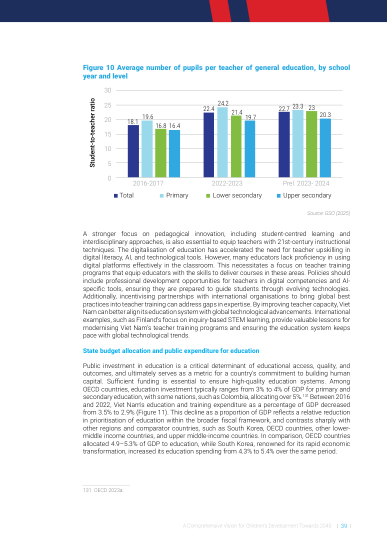 Figure 10 Average number of pupils per teacher of general education, by school
year and level
Student-to-teacher ratio
30
25
20
15
10
5
0
18.1
19.6
16.8
16.4
22.4
24.2
21.4
19.7
22.7
23.3
23
20.3
2016-2017
2022-2023
Prel. 2023- 2024
Total
Primary
Lower secondary
Upper secondary
Source: GSO (2025)
A stronger focus on pedagogical innovation, including student-centred learning and
interdisciplinary approaches, is also essential to equip teachers with 21st-century instructional
techniques. The digitalisation of education has accelerated the need for teacher upskilling in
digital literacy, AI, and technological tools. However, many educators lack proficiency in using
digital platforms effectively in the classroom. This necessitates a focus on teacher training
programs that equip educators with the skills to deliver courses in these areas. Policies should
include professional development opportunities for teachers in digital competencies and AI-
specific tools, ensuring they are prepared to guide students through evolving technologies.
Additionally, incentivising partnerships with international organisations to bring global best
practices into teacher training can address gaps in expertise. By improving teacher capacity, Viet
Nam can better align its education system with global technological advancements. International
examples, such as Finland's focus on inquiry-based STEM learning, provide valuable lessons for
modernising Viet Nam's teacher training programs and ensuring the education system keeps
pace with global technological trends.
State budget allocation and public expenditure for education
Public investment in education is a critical determinant of educational access, quality, and
outcomes, and ultimately serves as a metric for a country's commitment to building human
capital. Sufficient funding is essential to ensure high-quality education systems. Among
OECD countries, education investment typically ranges from 3% to 4% of GDP for primary and
secondary education, with some nations, such as Colombia, allocating over 5%.¹³¹ Between 2016
and 2022, Viet Nam's education and training expenditure as a percentage of GDP decreased
from 3.5% to 2.9% (Figure 11). This decline as a proportion of GDP reflects a relative reduction
in prioritisation of education within the broader fiscal framework, and contrasts sharply with
other regions and comparator countries, such as South Korea, OECD countries, other lower-
middle income countries, and upper middle-income countries. In comparison, OECD countries
allocated 4.9–5.3% of GDP to education, while South Korea, renowned for its rapid economic
transformation, increased its education spending from 4.3% to 5.4% over the same period.
131 OECD 2023a
A Comprehensive Vision for Children's Development Towards 2045 | 39 |